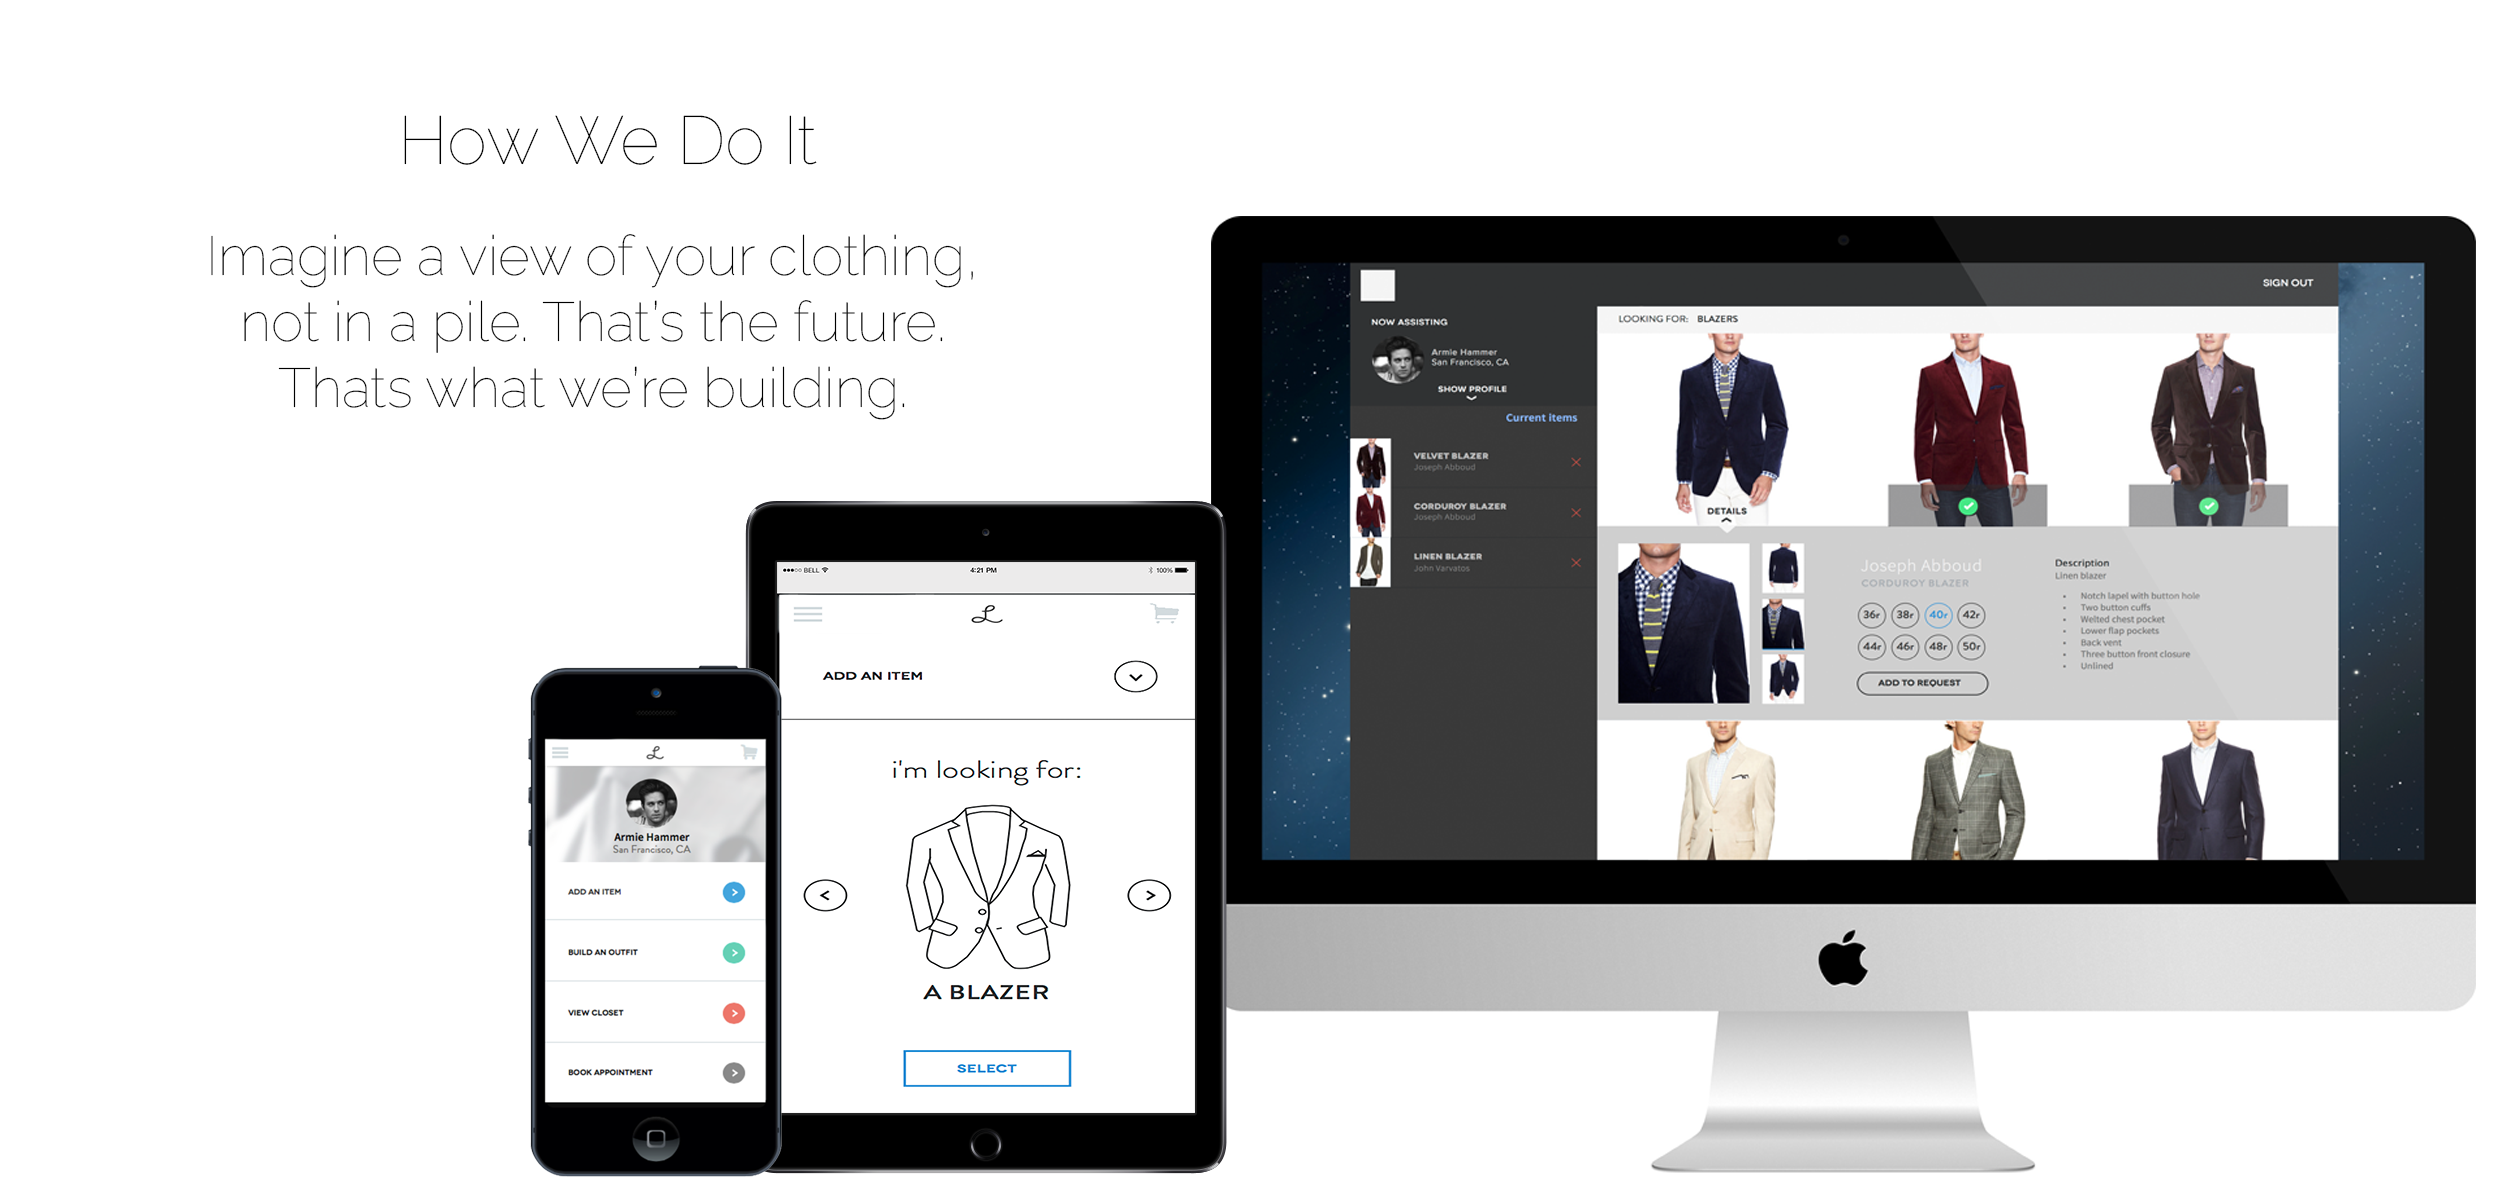 How We Do It
Imagine a view of your clothing,
not in a pile. That's the future.
Thats what we're building.
L
Armie Hammer
San Francisco, CA
ADD AN ITEM
BUILD AN OUTFIT
VIEW CLOSET
BOOK APPOINTMENT
BELL
4:21 PM
100%
L
ADD AN ITEM
i'm looking for:
A BLAZER
SELECT
SIGN OUT
NOW ASSISTING
Armie Hammer
San Francisco, CA
SHOW PROFILE
Current items
VELVET BLAZER
Joseph Abboud
CORDUROY BLAZER
Joseph Abboud
LINEN BLAZER
John Varvatos
LOOKING FOR: BLAZERS
DETAILS
Joseph Abboud
CORDUROY BLAZER
36r 38r 40r 42r
44r 46r 48r 50r
ADD TO REQUEST
Description
Linen blazer
• Notch lapel with button hole
• Two button cuffs
• Welted chest pocket
• Lower flap pockets
• Back vent
• Three button front closure
• Unlined